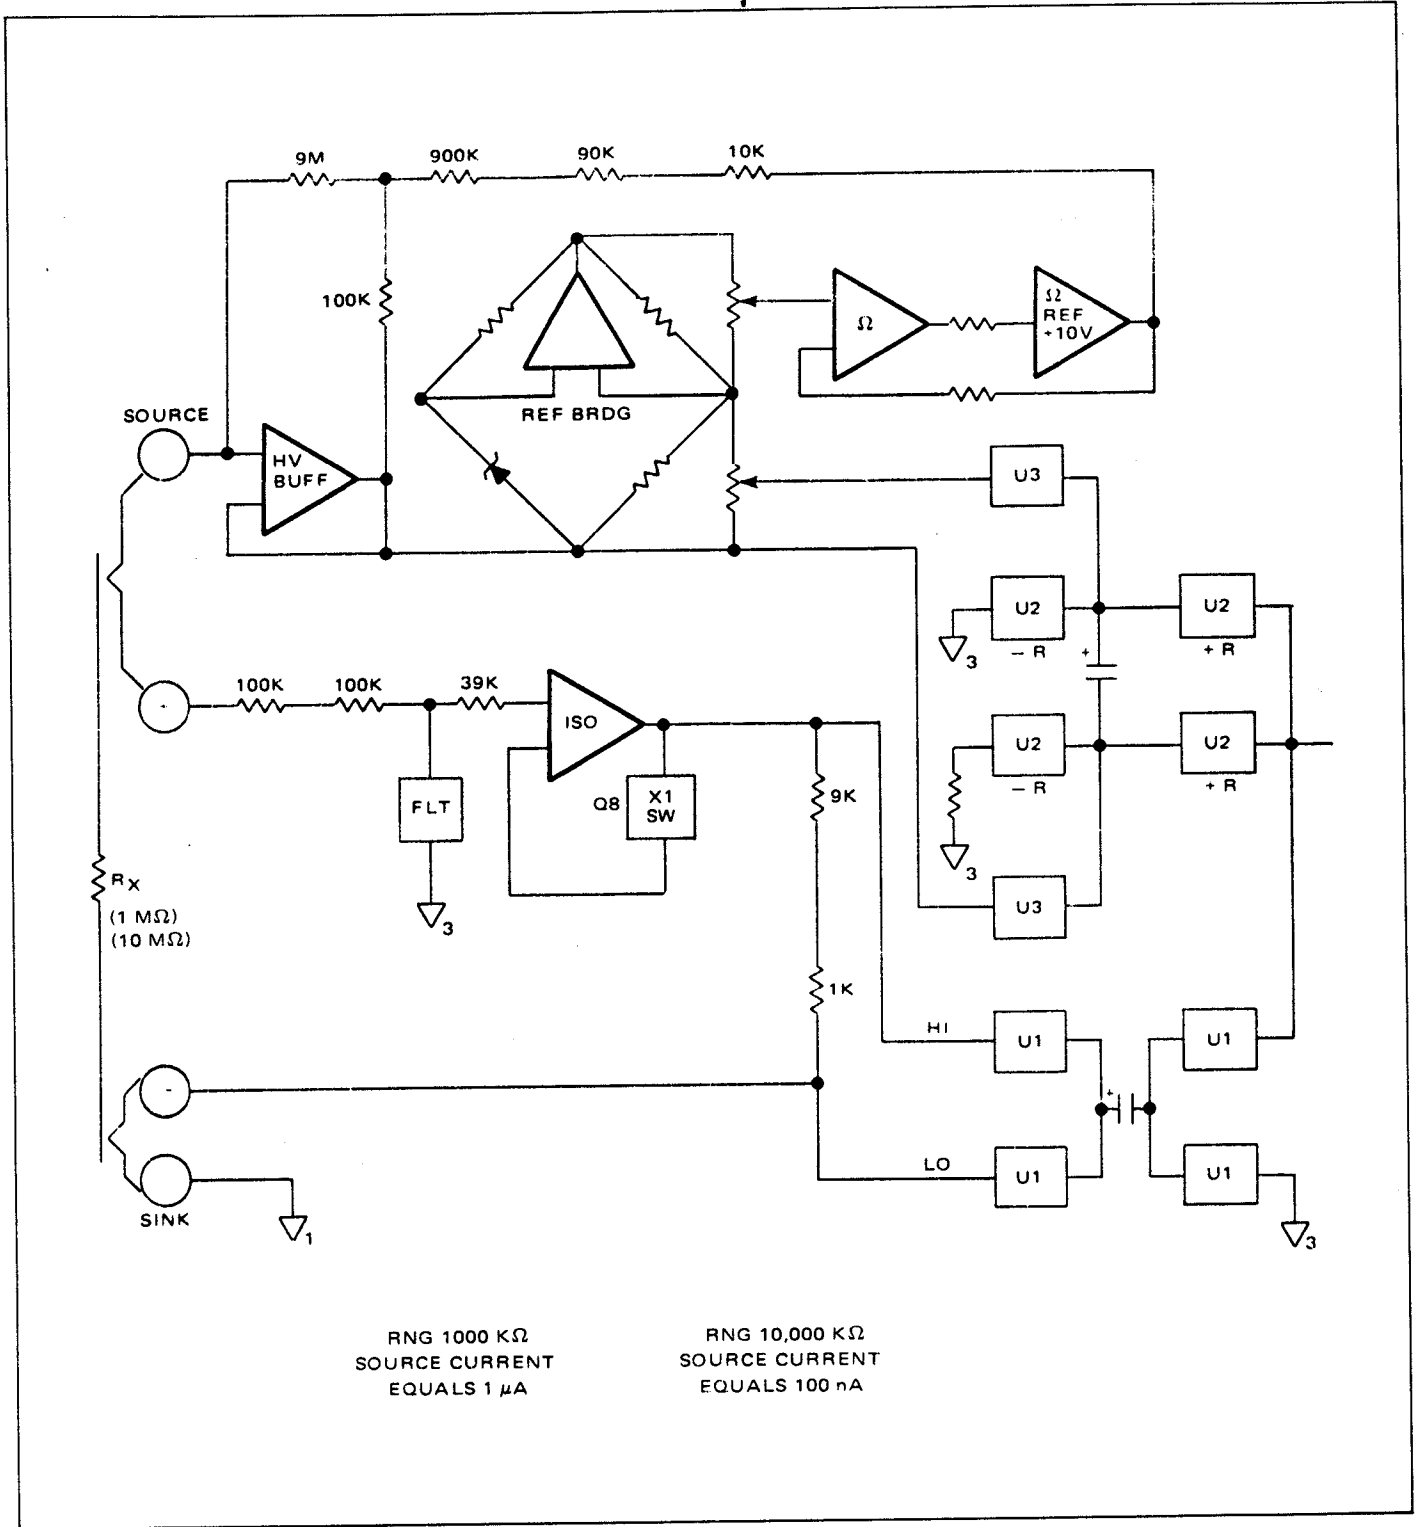 9M
900K
90K
10K
100K
Ω
Ω
REF
+10V
REF BRDG
SOURCE
HV
BUFF
U3
U2
U2
3
– R
+
+ R
+
100K
100K
39K
ISO
U2
U2
– R
+ R
FLT
Q8
X1
SW
9K
3
RX
(1 MΩ)
(10 MΩ)
3
U3
1K
HI
U1
U1
-
+
LO
U1
U1
SINK
1
3
RNG 1000 KΩ
SOURCE CURRENT
EQUALS 1 μA
RNG 10,000 KΩ
SOURCE CURRENT
EQUALS 100 nA